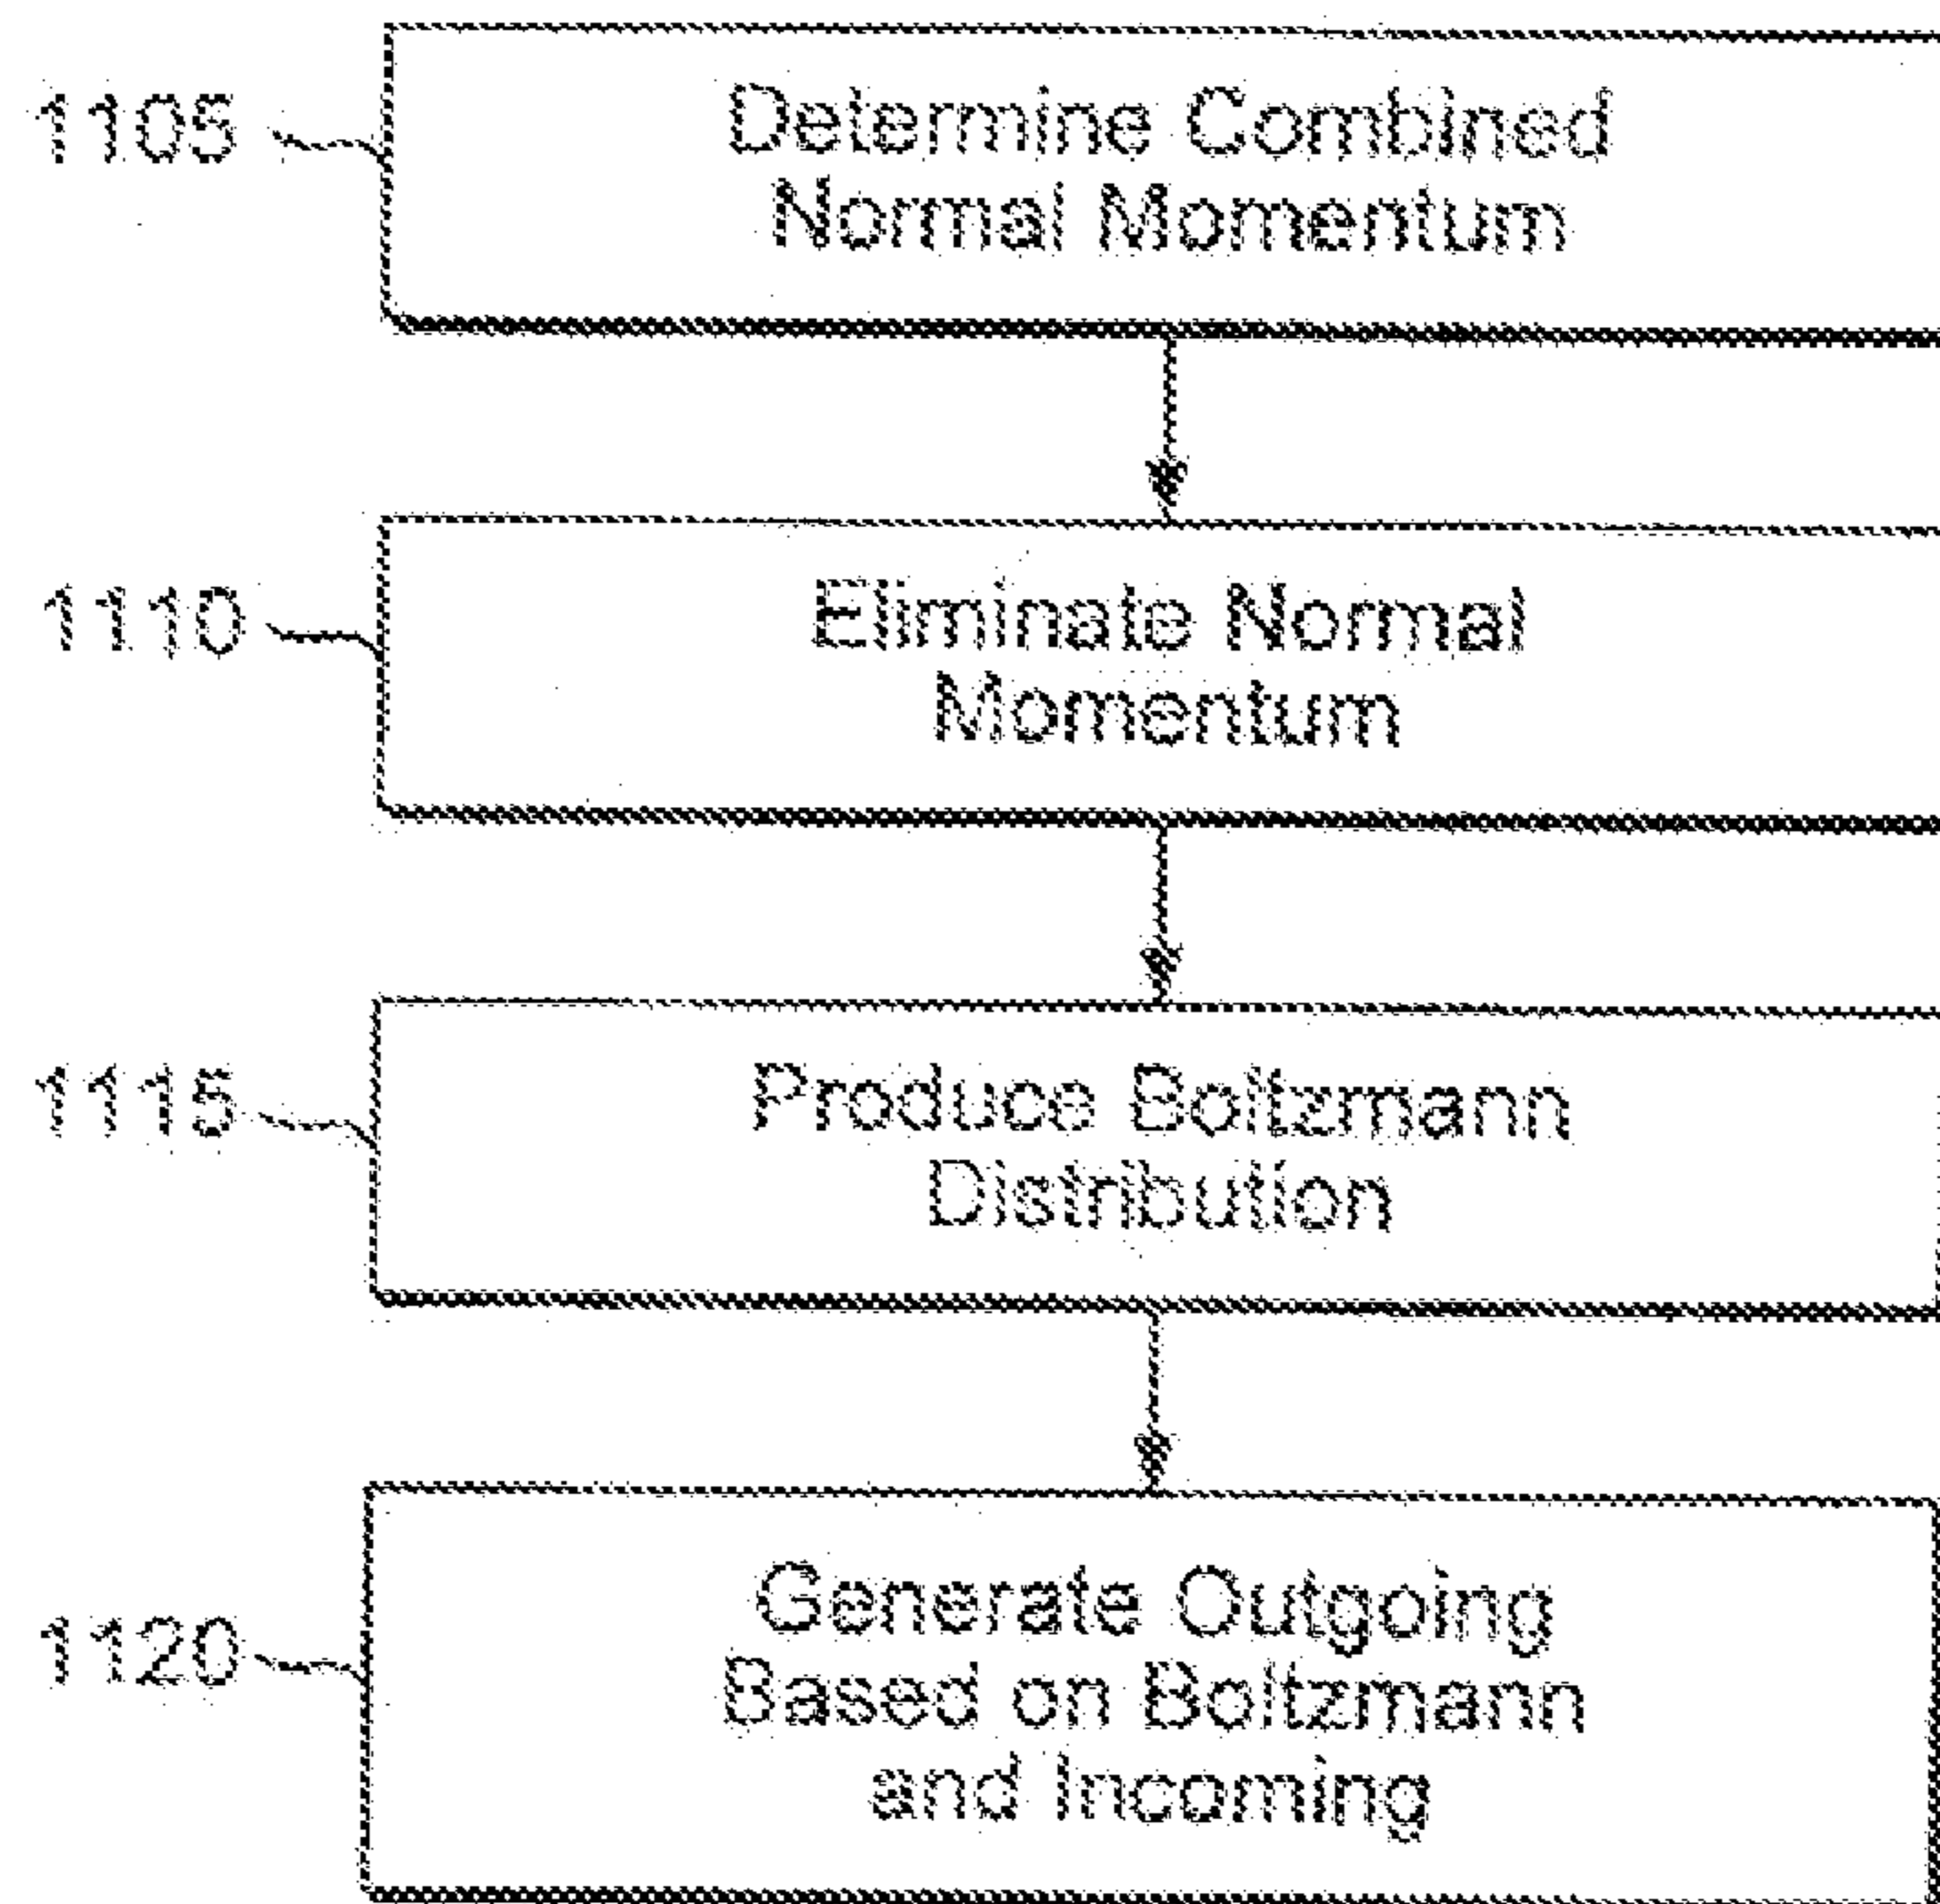 1105
Determine Combined
Normal Momentum
1110
Eliminate Normal
Momentum
1115
Produce Boltzmann
Distribution
1120
Generate Outgoing
Based on Boltzmann
and Incoming